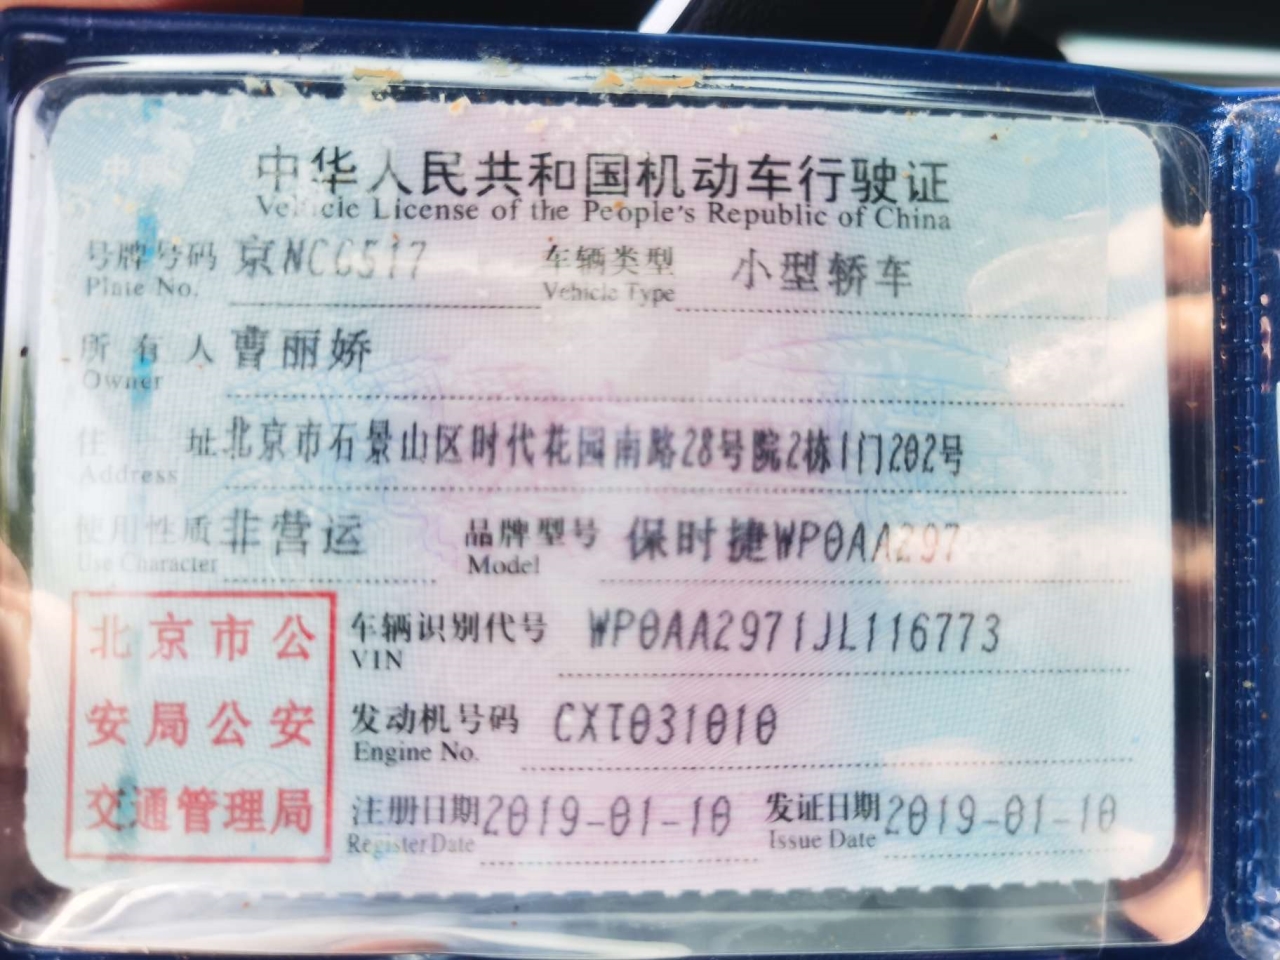 中华人民共和国机动车行驶证
Vehicle License of the People's Republic of China
号牌号码 京NCG517 车辆类型 小型轿车
Plate No. Vehicle Type
所有人 曹丽娇
Owner
住址 北京市石景山区时代花园南路28号院2栋1门202号
Address
使用性质 非营运 品牌型号 保时捷WP0AA297
Use Character Model
北京市公
安局公安
交通管理局
车辆识别代号 WP0AA2971JL116773
VIN
发动机号码 CXT031010
Engine No.
注册日期 2019-01-10 发证日期 2019-01-10
Register Date Issue Date